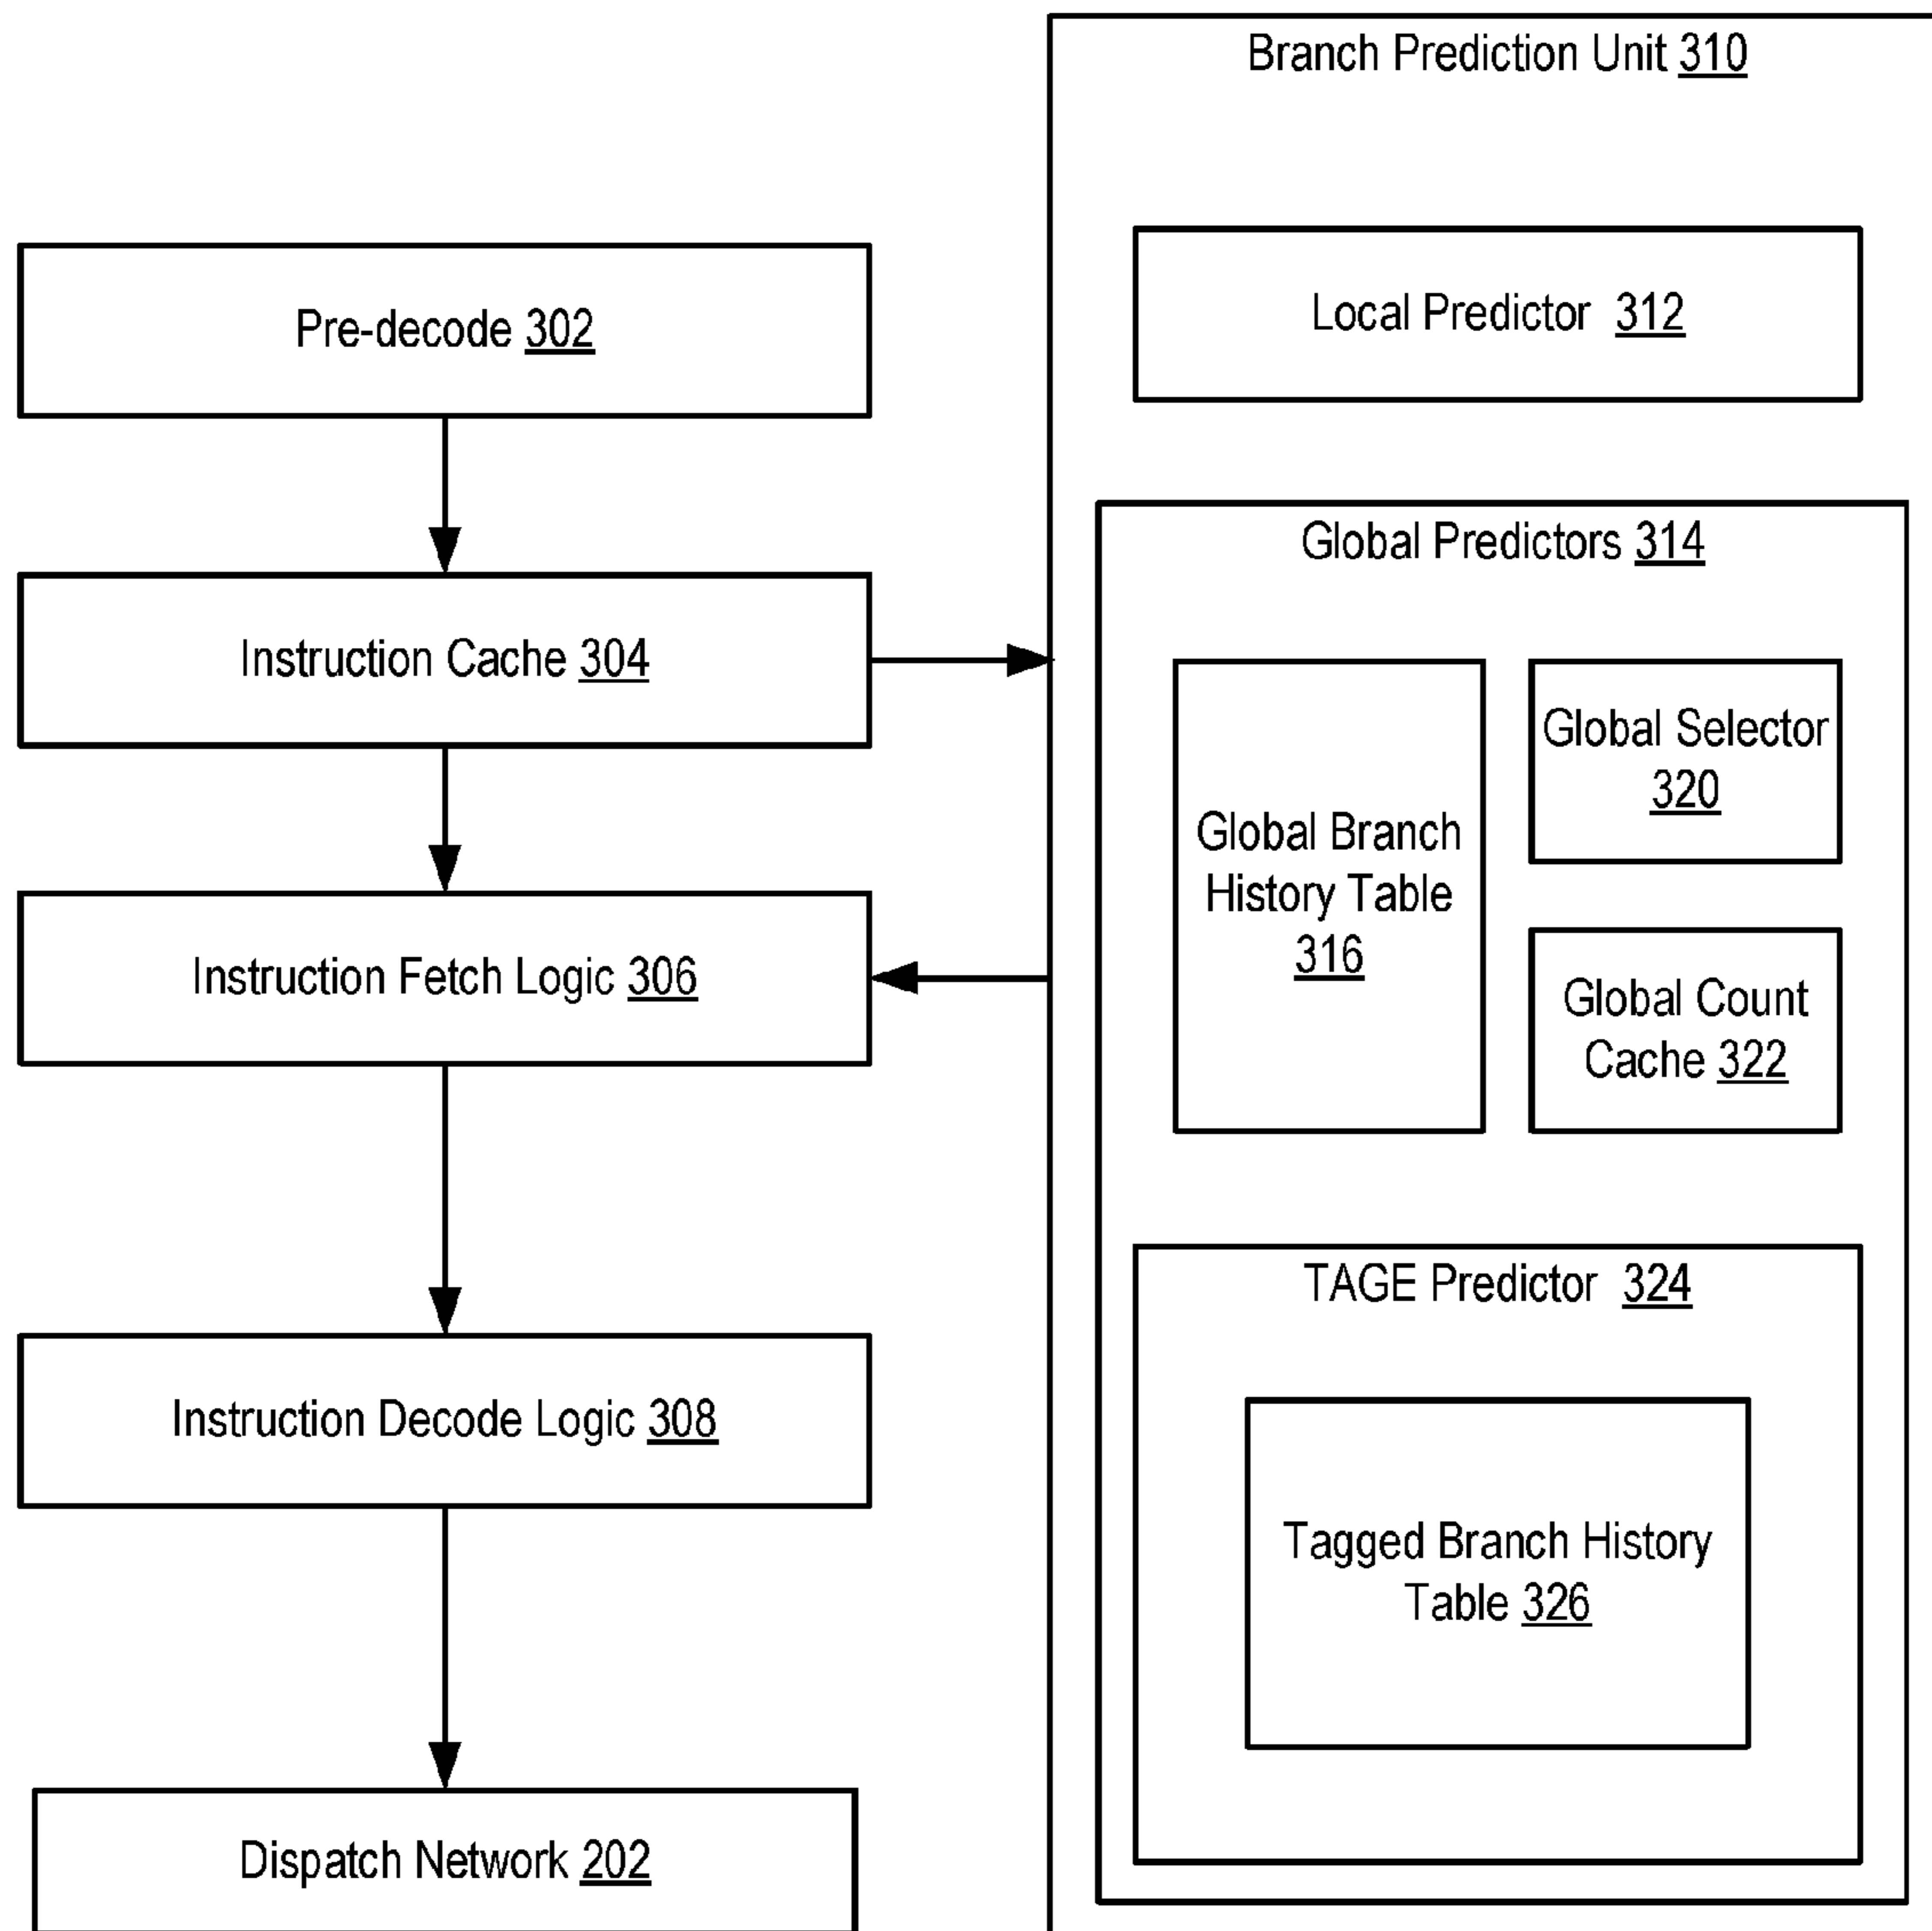 Branch Prediction Unit 310
Local Predictor 312
Pre-decode 302
Global Predictors 314
Instruction Cache 304
Global Selector
320
Global Branch
History Table
316
Instruction Fetch Logic 306
Global Count
Cache 322
TAGE Predictor 324
Instruction Decode Logic 308
Tagged Branch History
Table 326
Dispatch Network 202